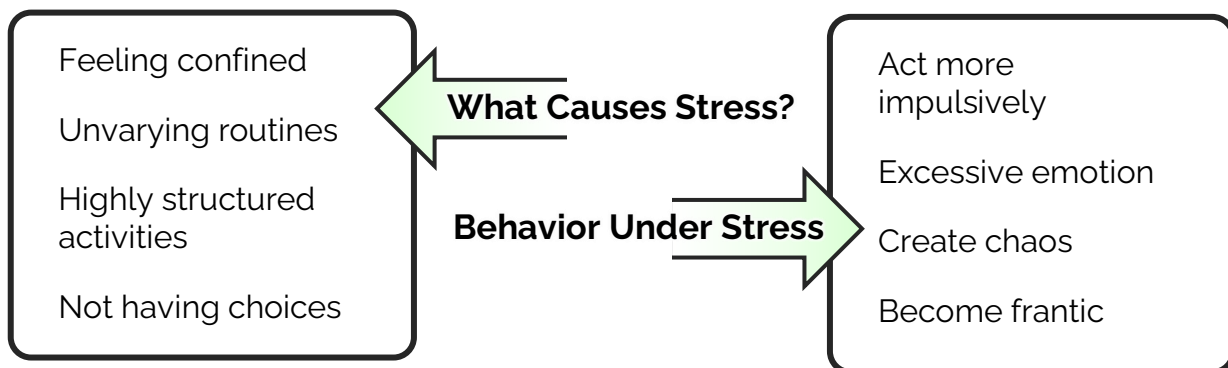 Feeling confined
Unvarying routines
Highly structured
activities
Not having choices
What Causes Stress?
Behavior Under Stress
Act more
impulsively
Excessive emotion
Create chaos
Become frantic